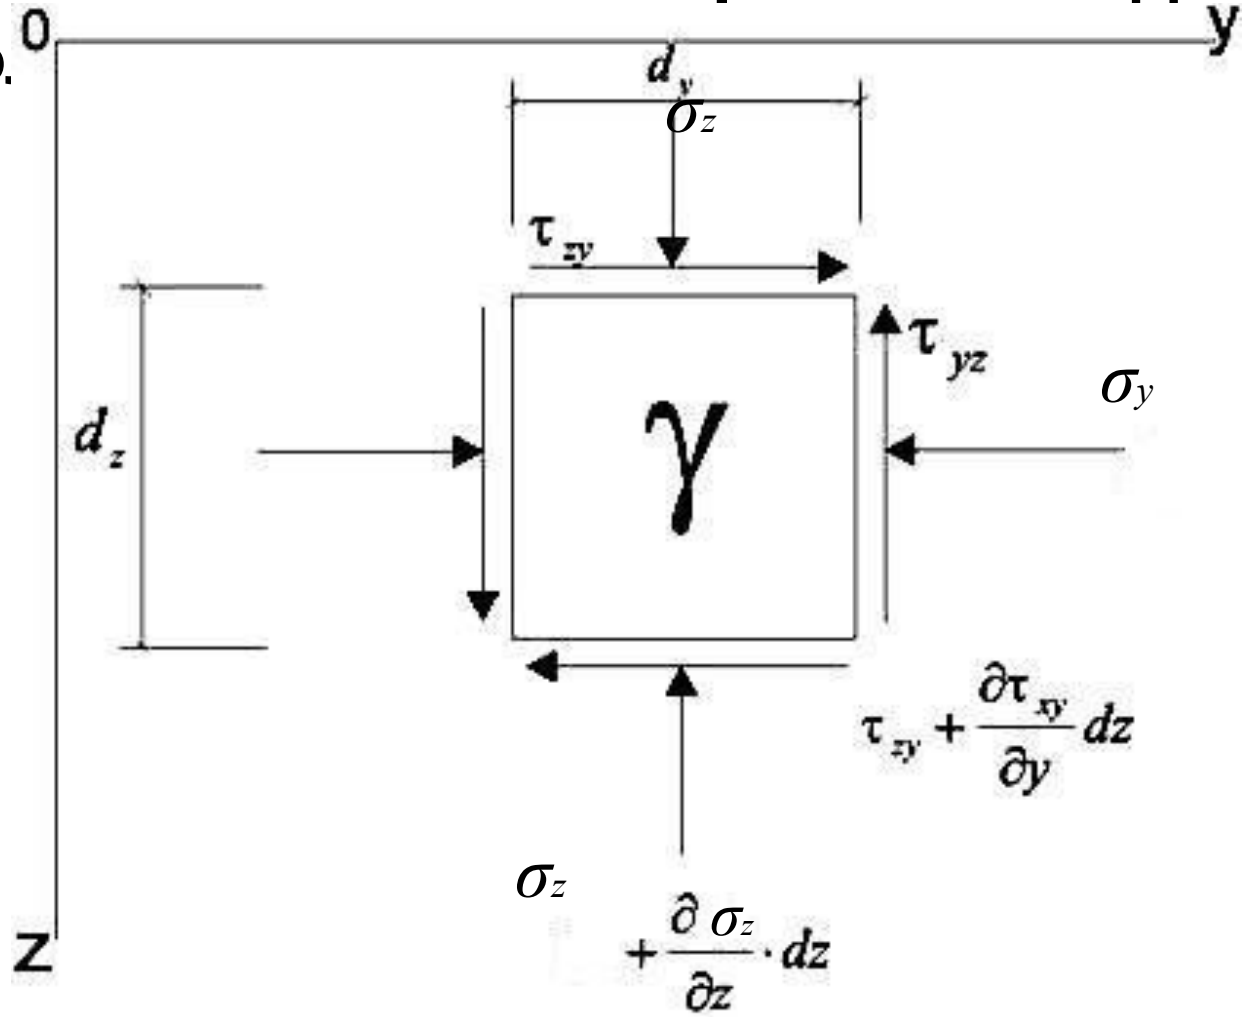 0
y
d_y
σ_z
τ_zy
τ_yz
σ_y
d_z
γ
τ_zy + ∂τ_xy/∂y dz
σ_z
+ ∂ σ_z/∂z · dz
z